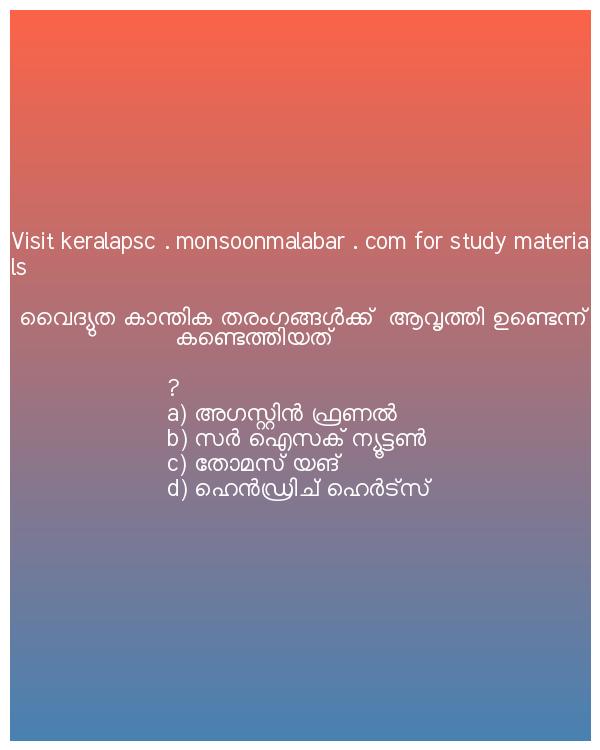 Visit keralapsc . monsoonmalabar . com for study materia
ls
വൈദ്യുത കാന്തിക തരംഗങ്ങൾക്ക് ആവൃത്തി ഉണ്ടെന്ന്
കണ്ടെത്തിയത്
?
a) അഗസ്റ്റിൻ ഫ്രണൽ
b) സർ ഐസക് ന്യൂട്ടൺ
c) തോമസ് യങ്
d) ഹെൻഡ്രിച് ഹെർട്സ്